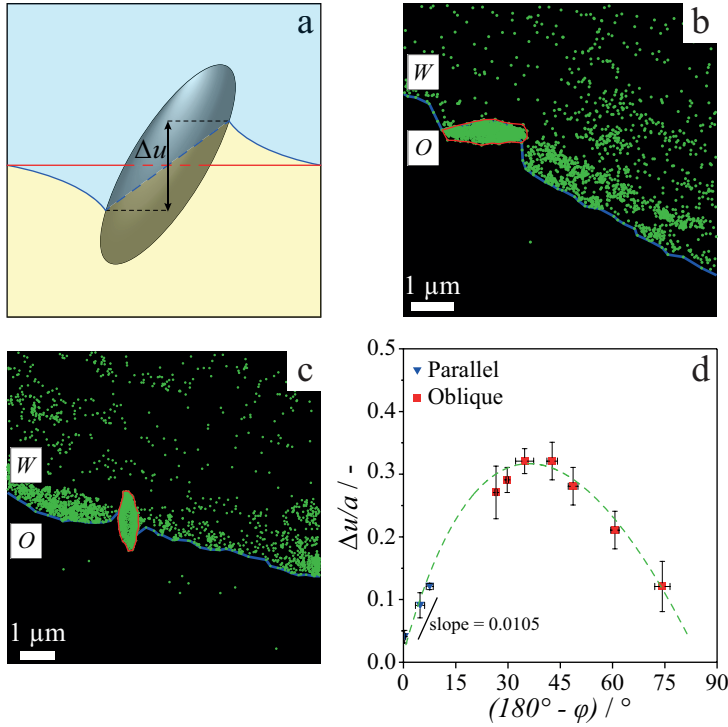 a
Δu
b
W
O
1 µm
c
W
O
1 µm
d
Parallel
Oblique
slope = 0.0105
0.5
0.4
0.3
0.2
0.1
0.0
Δu/a / -
0 15 30 45 60 75 90
(180° - φ) / °